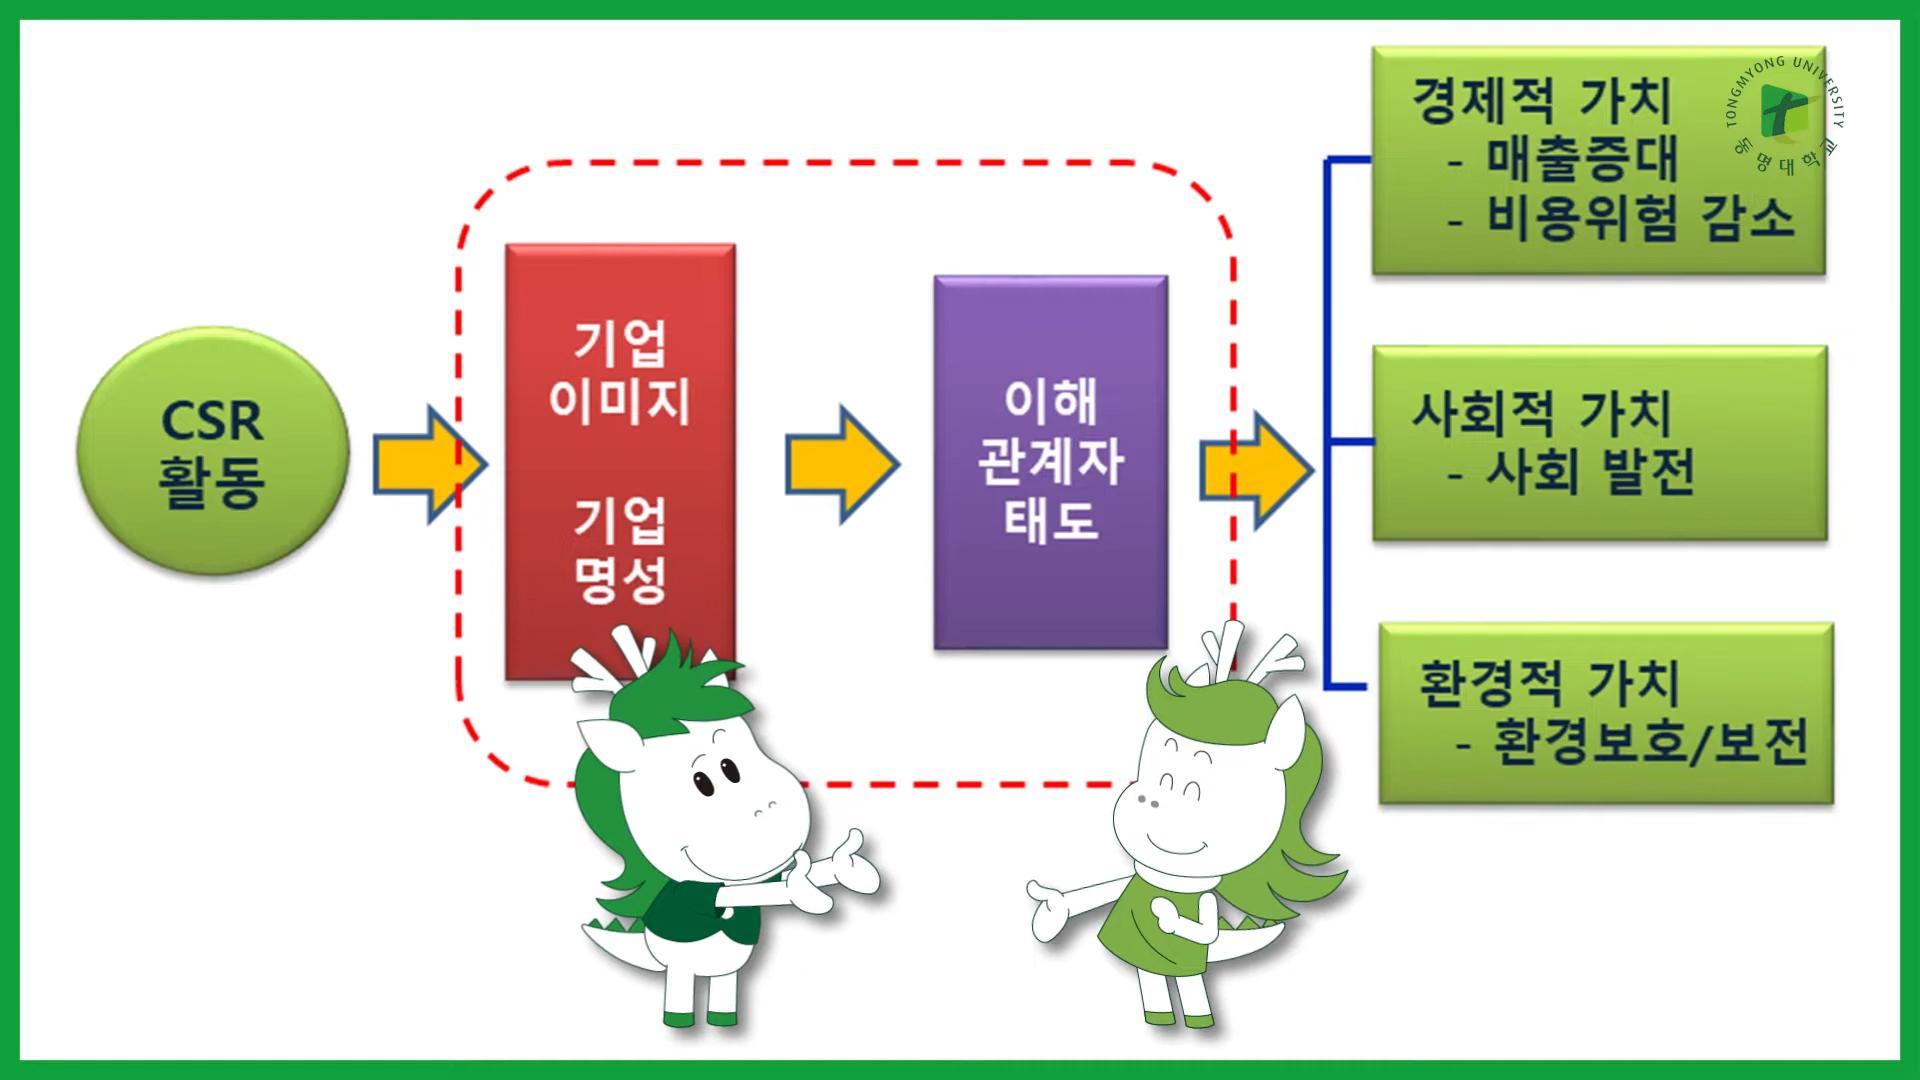 CSR
활동
기업
이미지
기업
명성
이해
관계자
태도
경제적 가치
- 매출증대
- 비용위험 감소
사회적 가치
- 사회 발전
환경적 가치
- 환경보호/보전
TONGMYONG UNIVERSITY
동명대학교